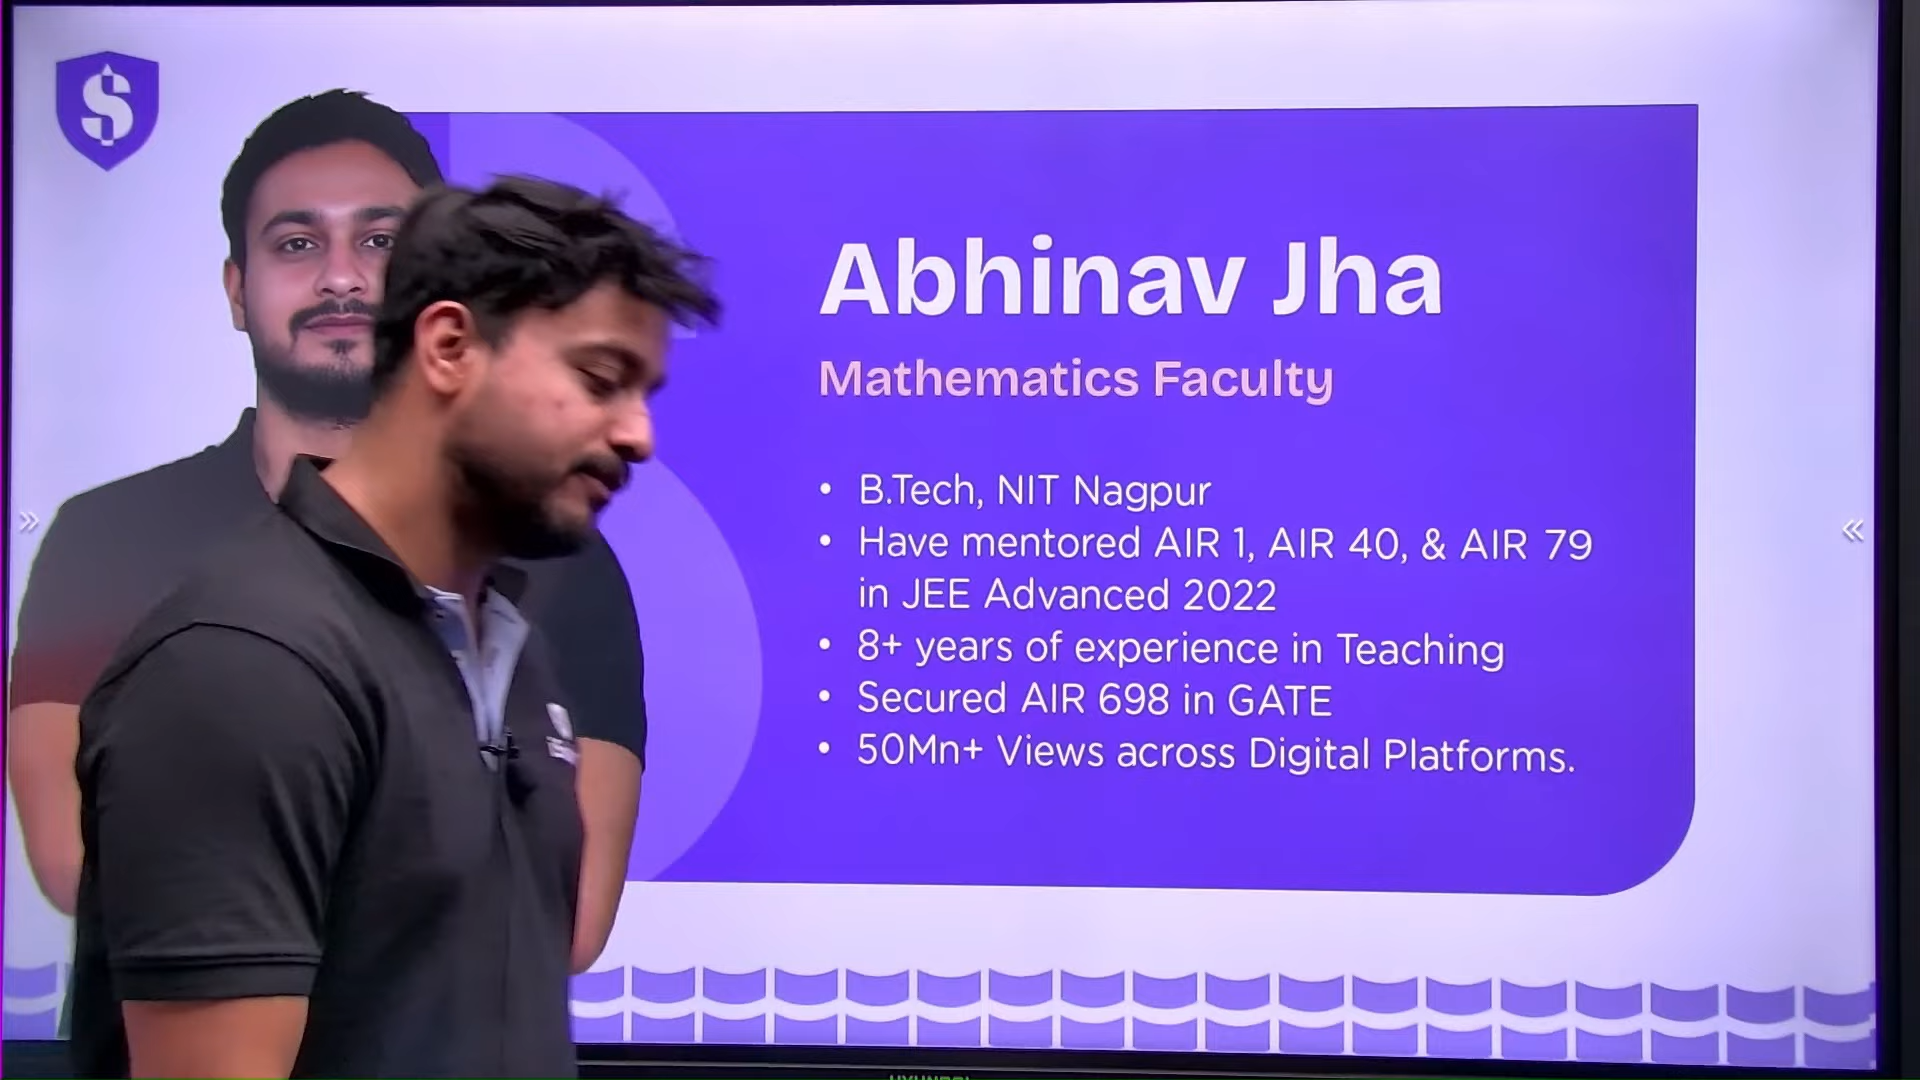 Abhinav Jha
Mathematics Faculty
• B.Tech, NIT Nagpur
• Have mentored AIR 1, AIR 40, & AIR 79
in JEE Advanced 2022
• 8+ years of experience in Teaching
• Secured AIR 698 in GATE
• 50Mn+ Views across Digital Platforms.